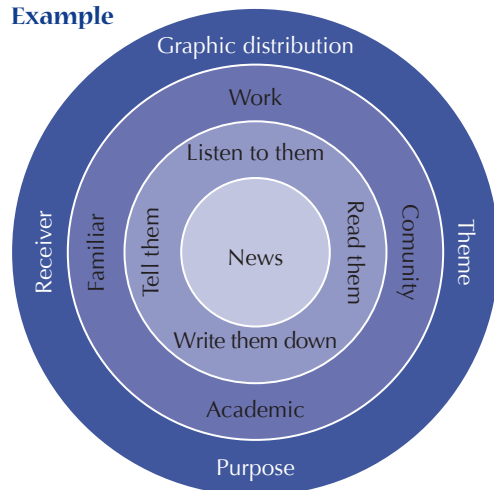 Example
Graphic distribution
Work
Listen to them
Receiver
Familiar
Tell them
News
Read them
Comunity
Theme
Write them down
Academic
Purpose